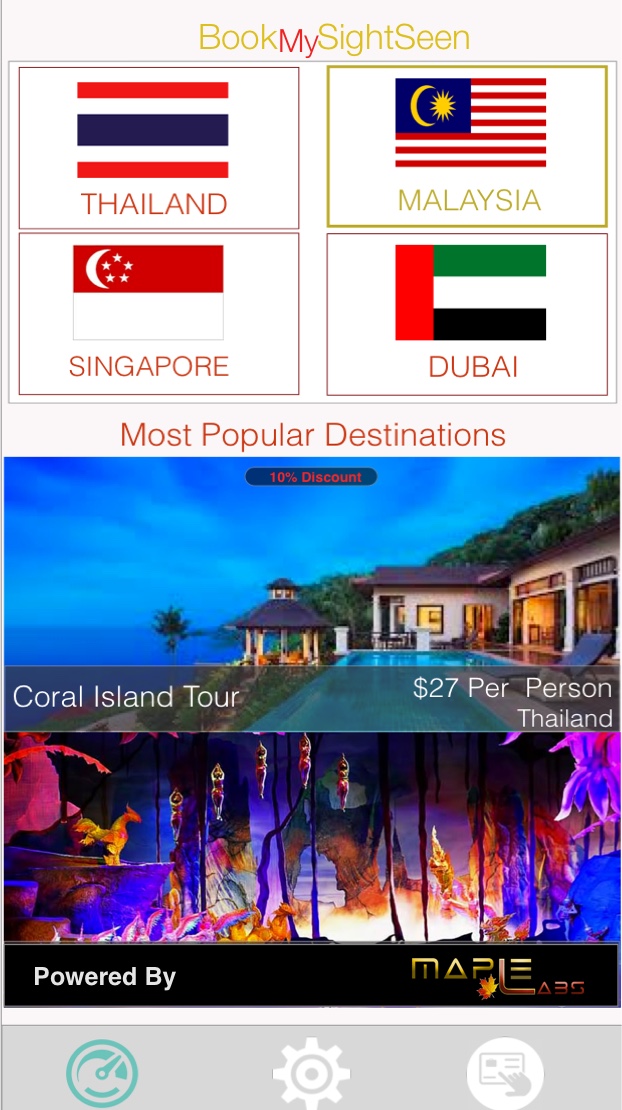 BookMySightSeen
THAILAND
MALAYSIA
SINGAPORE
DUBAI
Most Popular Destinations
10% Discount
Coral Island Tour
$27 Per Person
Thailand
Powered By
MAPLE LABS